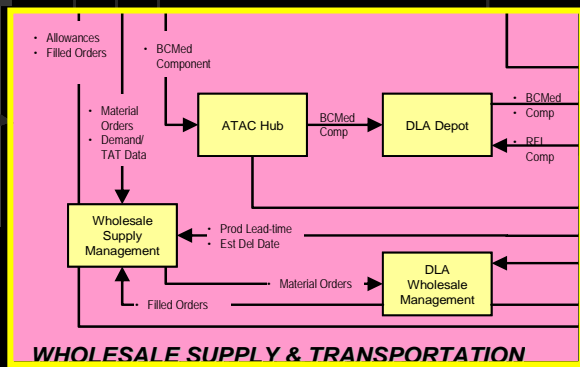 • Allowances
• Filled Orders
• BCMed
Component
• Material
Orders
• Demand/
TAT Data
ATAC Hub
BCMed
Comp
DLA Depot
• BCMed
• Comp
• RFI
Comp
Wholesale
Supply
Management
• Prod Lead-time
• Est Del Date
• Material Orders
DLA
Wholesale
Management
• Filled Orders
WHOLESALE SUPPLY & TRANSPORTATION